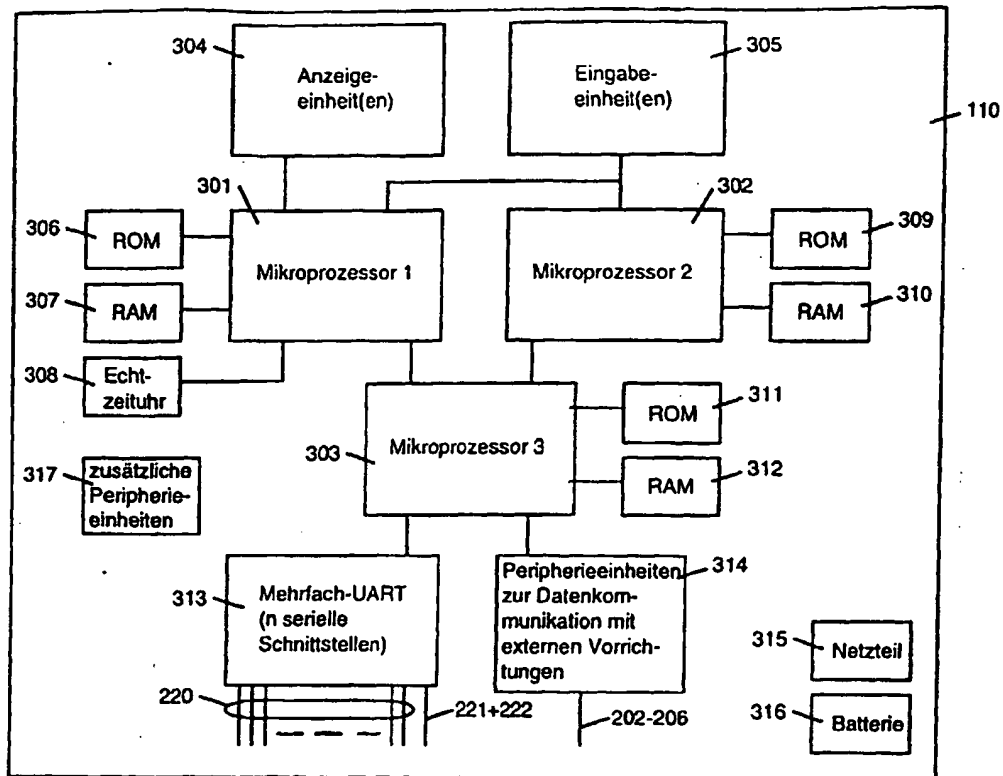 304
Anzeige-
einheit(en)
305
Eingabe-
einheit(en)
110
301
302
306
ROM
Mikroprozessor 1
Mikroprozessor 2
ROM
309
307
RAM
RAM
310
308
Echt-
zeituhr
ROM
311
303
Mikroprozessor 3
RAM
312
317
zusätzliche
Peripherie-
einheiten
313
Mehrfach-UART
(n serielle
Schnittstellen)
Peripherieeinheiten
zur Datenkom-
munikation mit
externen Vorrich-
tungen
314
315
Netzteil
220
221+222
202-206
316
Batterie